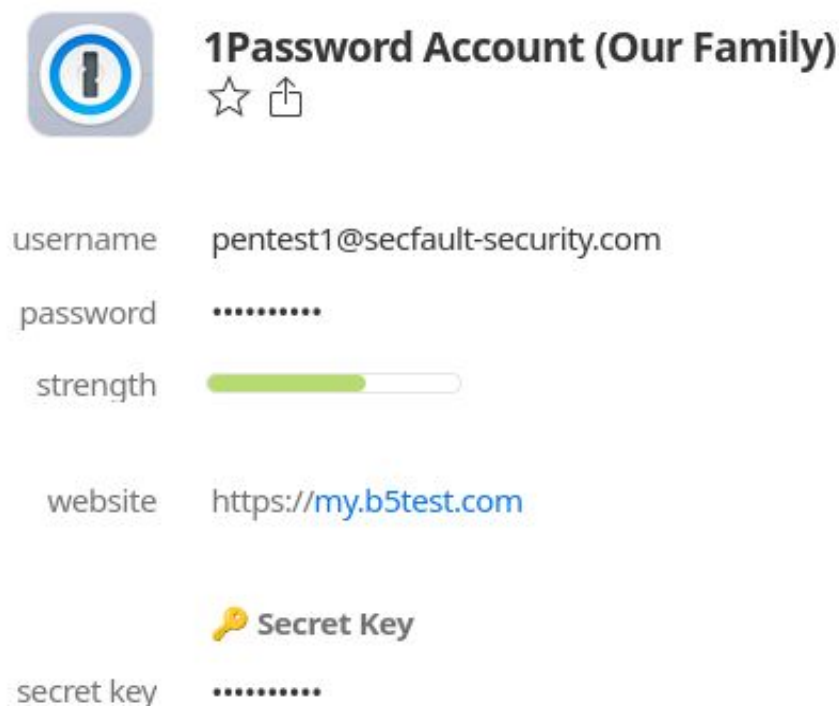 1Password Account (Our Family)
username pentest1@secfault-security.com
password ••••••••••
strength
website https://my.b5test.com
🔑 Secret Key
secret key ••••••••••